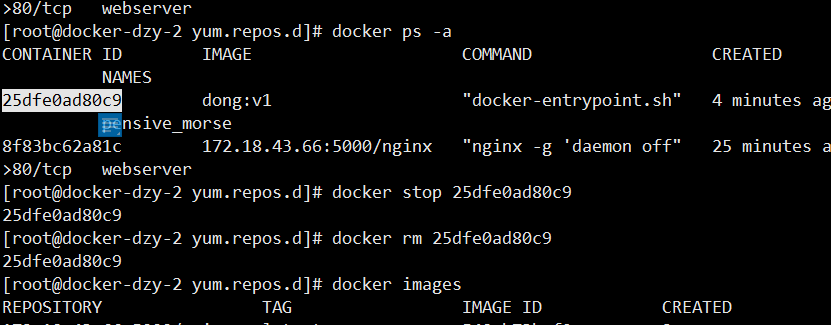 >80/tcp   webserver
[root@docker-dzy-2 yum.repos.d]# docker ps -a
CONTAINER ID        IMAGE                     COMMAND                  CREATED
          NAMES
25dfe0ad80c9        dong:v1                   "docker-entrypoint.sh"   4 minutes ag
          pensive_morse
8f83bc62a81c        172.18.43.66:5000/nginx   "nginx -g 'daemon off"   25 minutes a
>80/tcp   webserver
[root@docker-dzy-2 yum.repos.d]# docker stop 25dfe0ad80c9
25dfe0ad80c9
[root@docker-dzy-2 yum.repos.d]# docker rm 25dfe0ad80c9
25dfe0ad80c9
[root@docker-dzy-2 yum.repos.d]# docker images
REPOSITORY                TAG                 IMAGE ID            CREATED